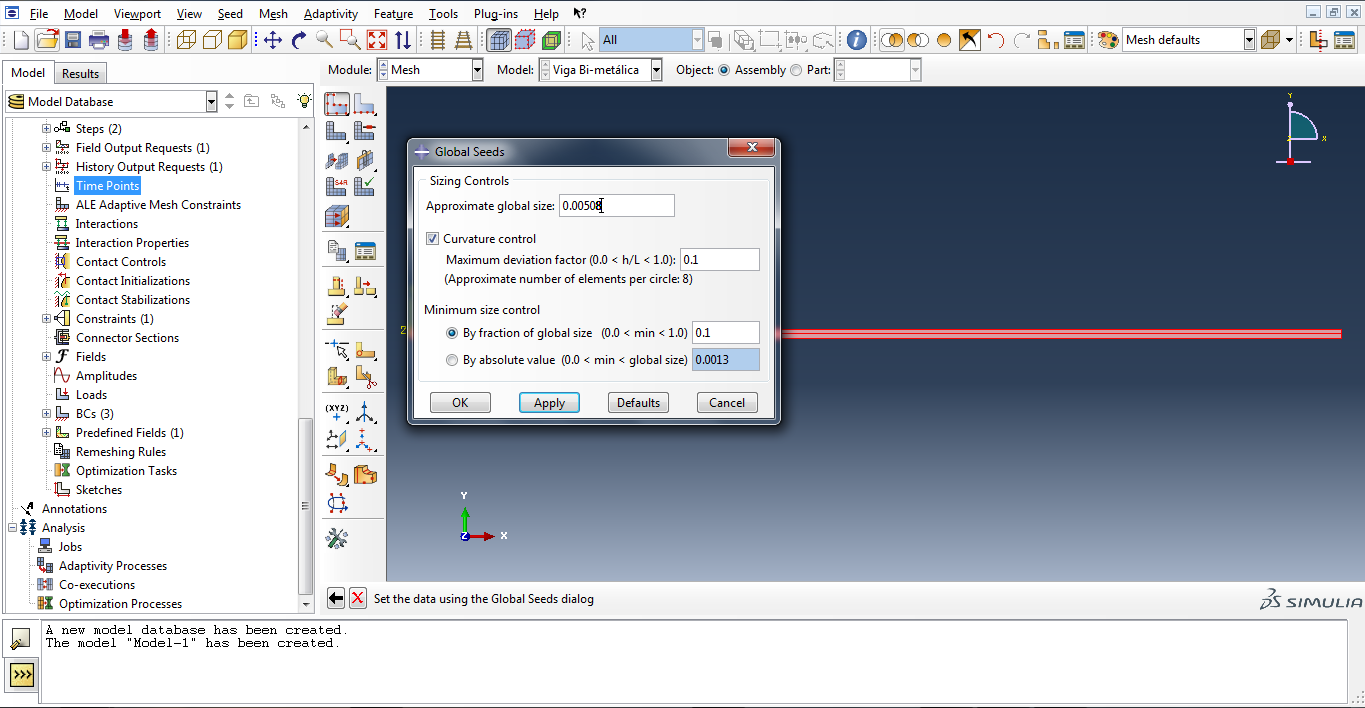 File Model Viewport View Seed Mesh Adaptivity Feature Tools Plug-ins Help
All Mesh defaults
Model Results
Module: Mesh Model: Viga Bi-metálica Object: Assembly Part:
Model Database
Steps (2)
Field Output Requests (1)
History Output Requests (1)
Time Points
ALE Adaptive Mesh Constraints
Interactions
Interaction Properties
Contact Controls
Contact Initializations
Contact Stabilizations
Constraints (1)
Connector Sections
Fields
Amplitudes
Loads
BCs (3)
Predefined Fields (1)
Remeshing Rules
Optimization Tasks
Sketches
Annotations
Analysis
Jobs
Adaptivity Processes
Co-executions
Optimization Processes
S4R
(XYZ)
Global Seeds
Sizing Controls
Approximate global size: 0.00508
Curvature control
Maximum deviation factor (0.0 < h/L < 1.0): 0.1
(Approximate number of elements per circle: 8)
Minimum size control
By fraction of global size (0.0 < min < 1.0) 0.1
By absolute value (0.0 < min < global size) 0.0013
OK Apply Defaults Cancel
Y
X
Z
Y
Z X
Set the data using the Global Seeds dialog
SIMULIA
A new model database has been created.
The model "Model-1" has been created.
>>>